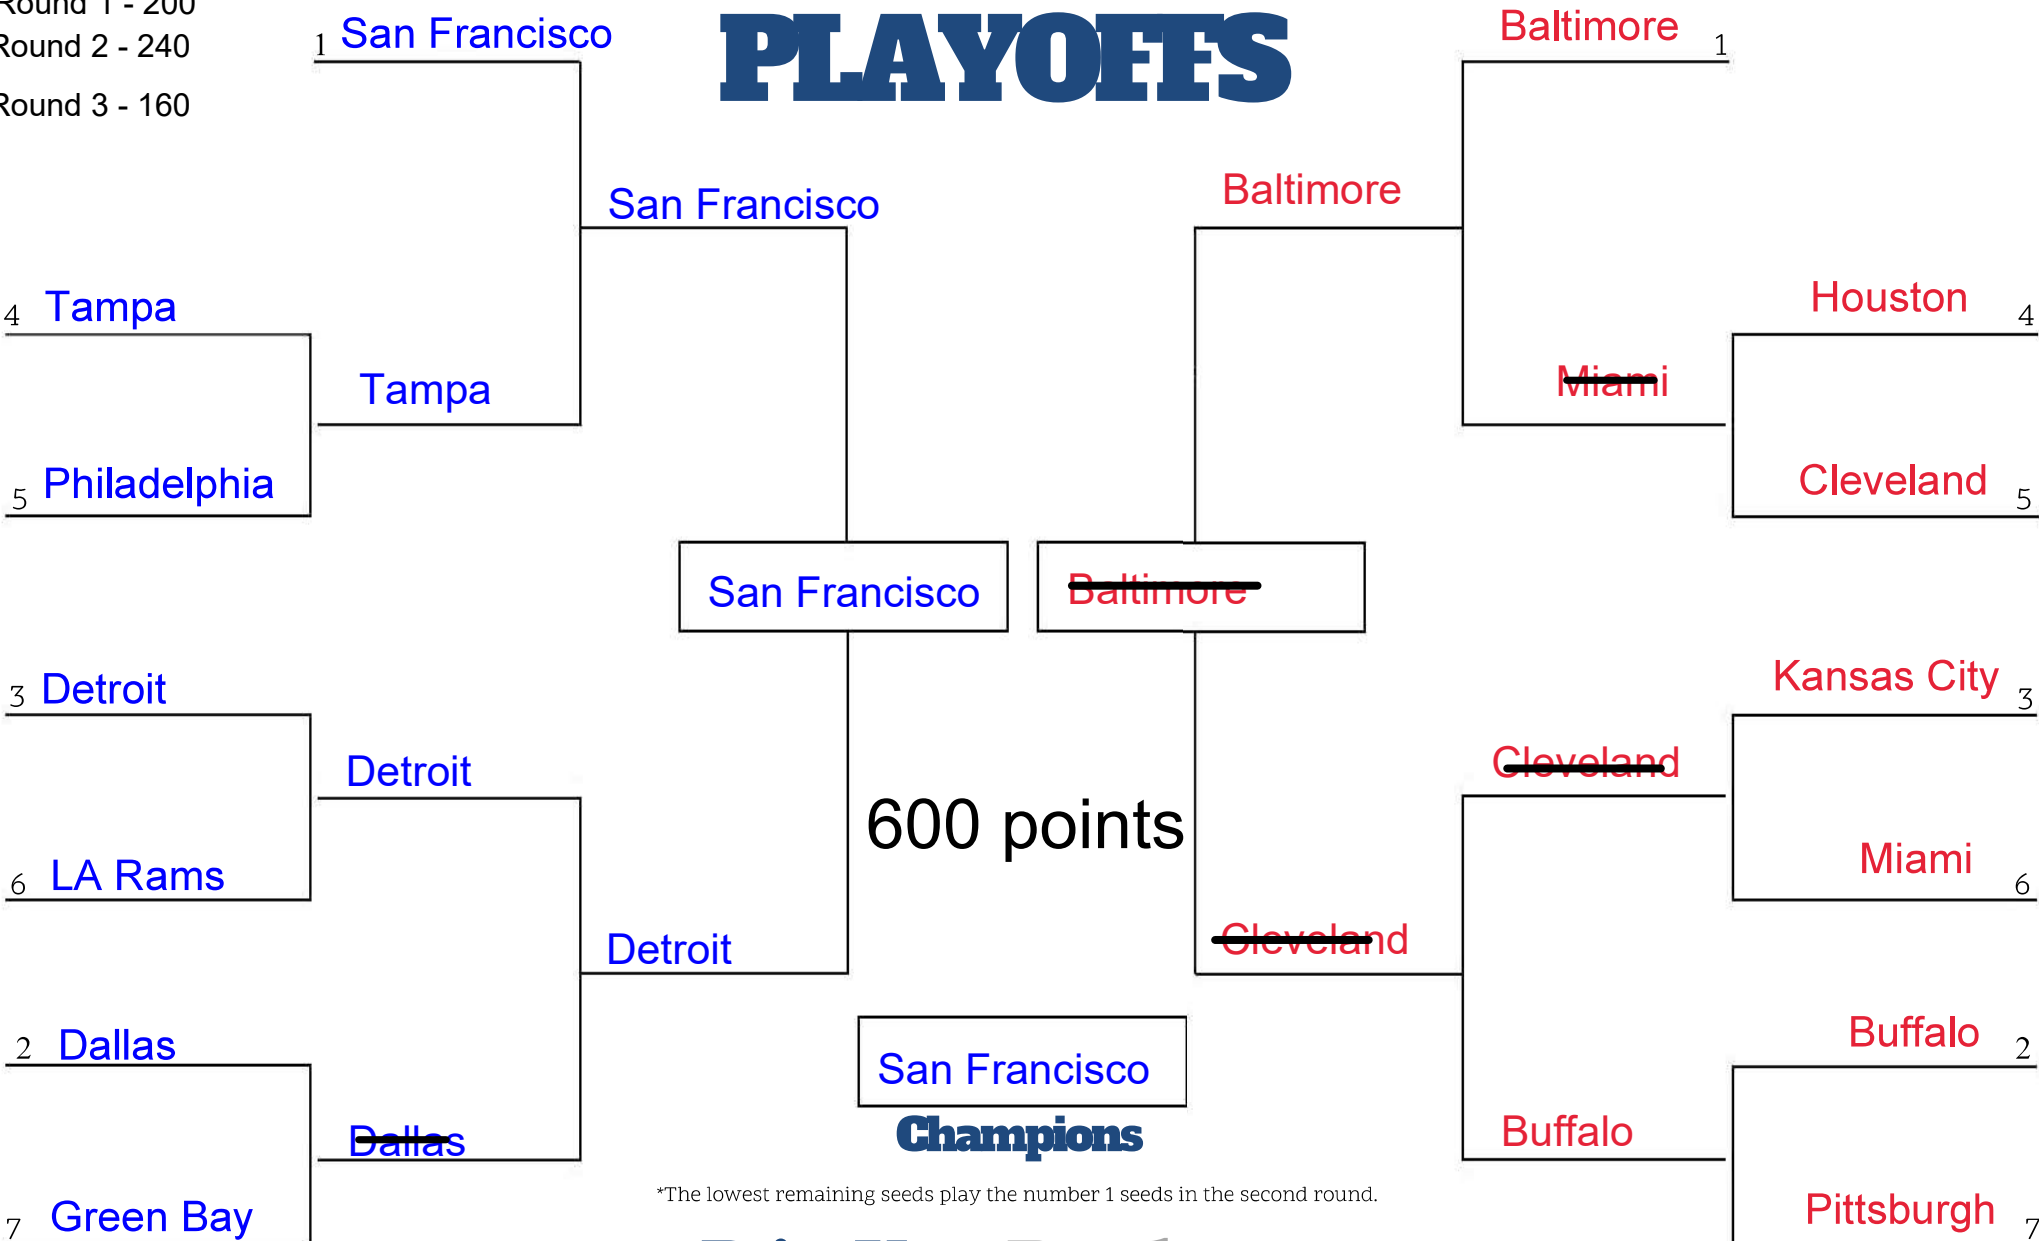 Round 1 - 200
Round 2 - 240
Round 3 - 160
PLAYOFFS
1 San Francisco
Baltimore 1
San Francisco
Baltimore
4 Tampa
Houston 4
Tampa
Miami
5 Philadelphia
Cleveland 5
San Francisco
Baltimore
3 Detroit
Kansas City 3
Detroit
Cleveland
600 points
6 LA Rams
Miami 6
Detroit
Cleveland
2 Dallas
Buffalo 2
San Francisco
Champions
Dallas
Buffalo
*The lowest remaining seeds play the number 1 seeds in the second round.
7 Green Bay
Pittsburgh 7